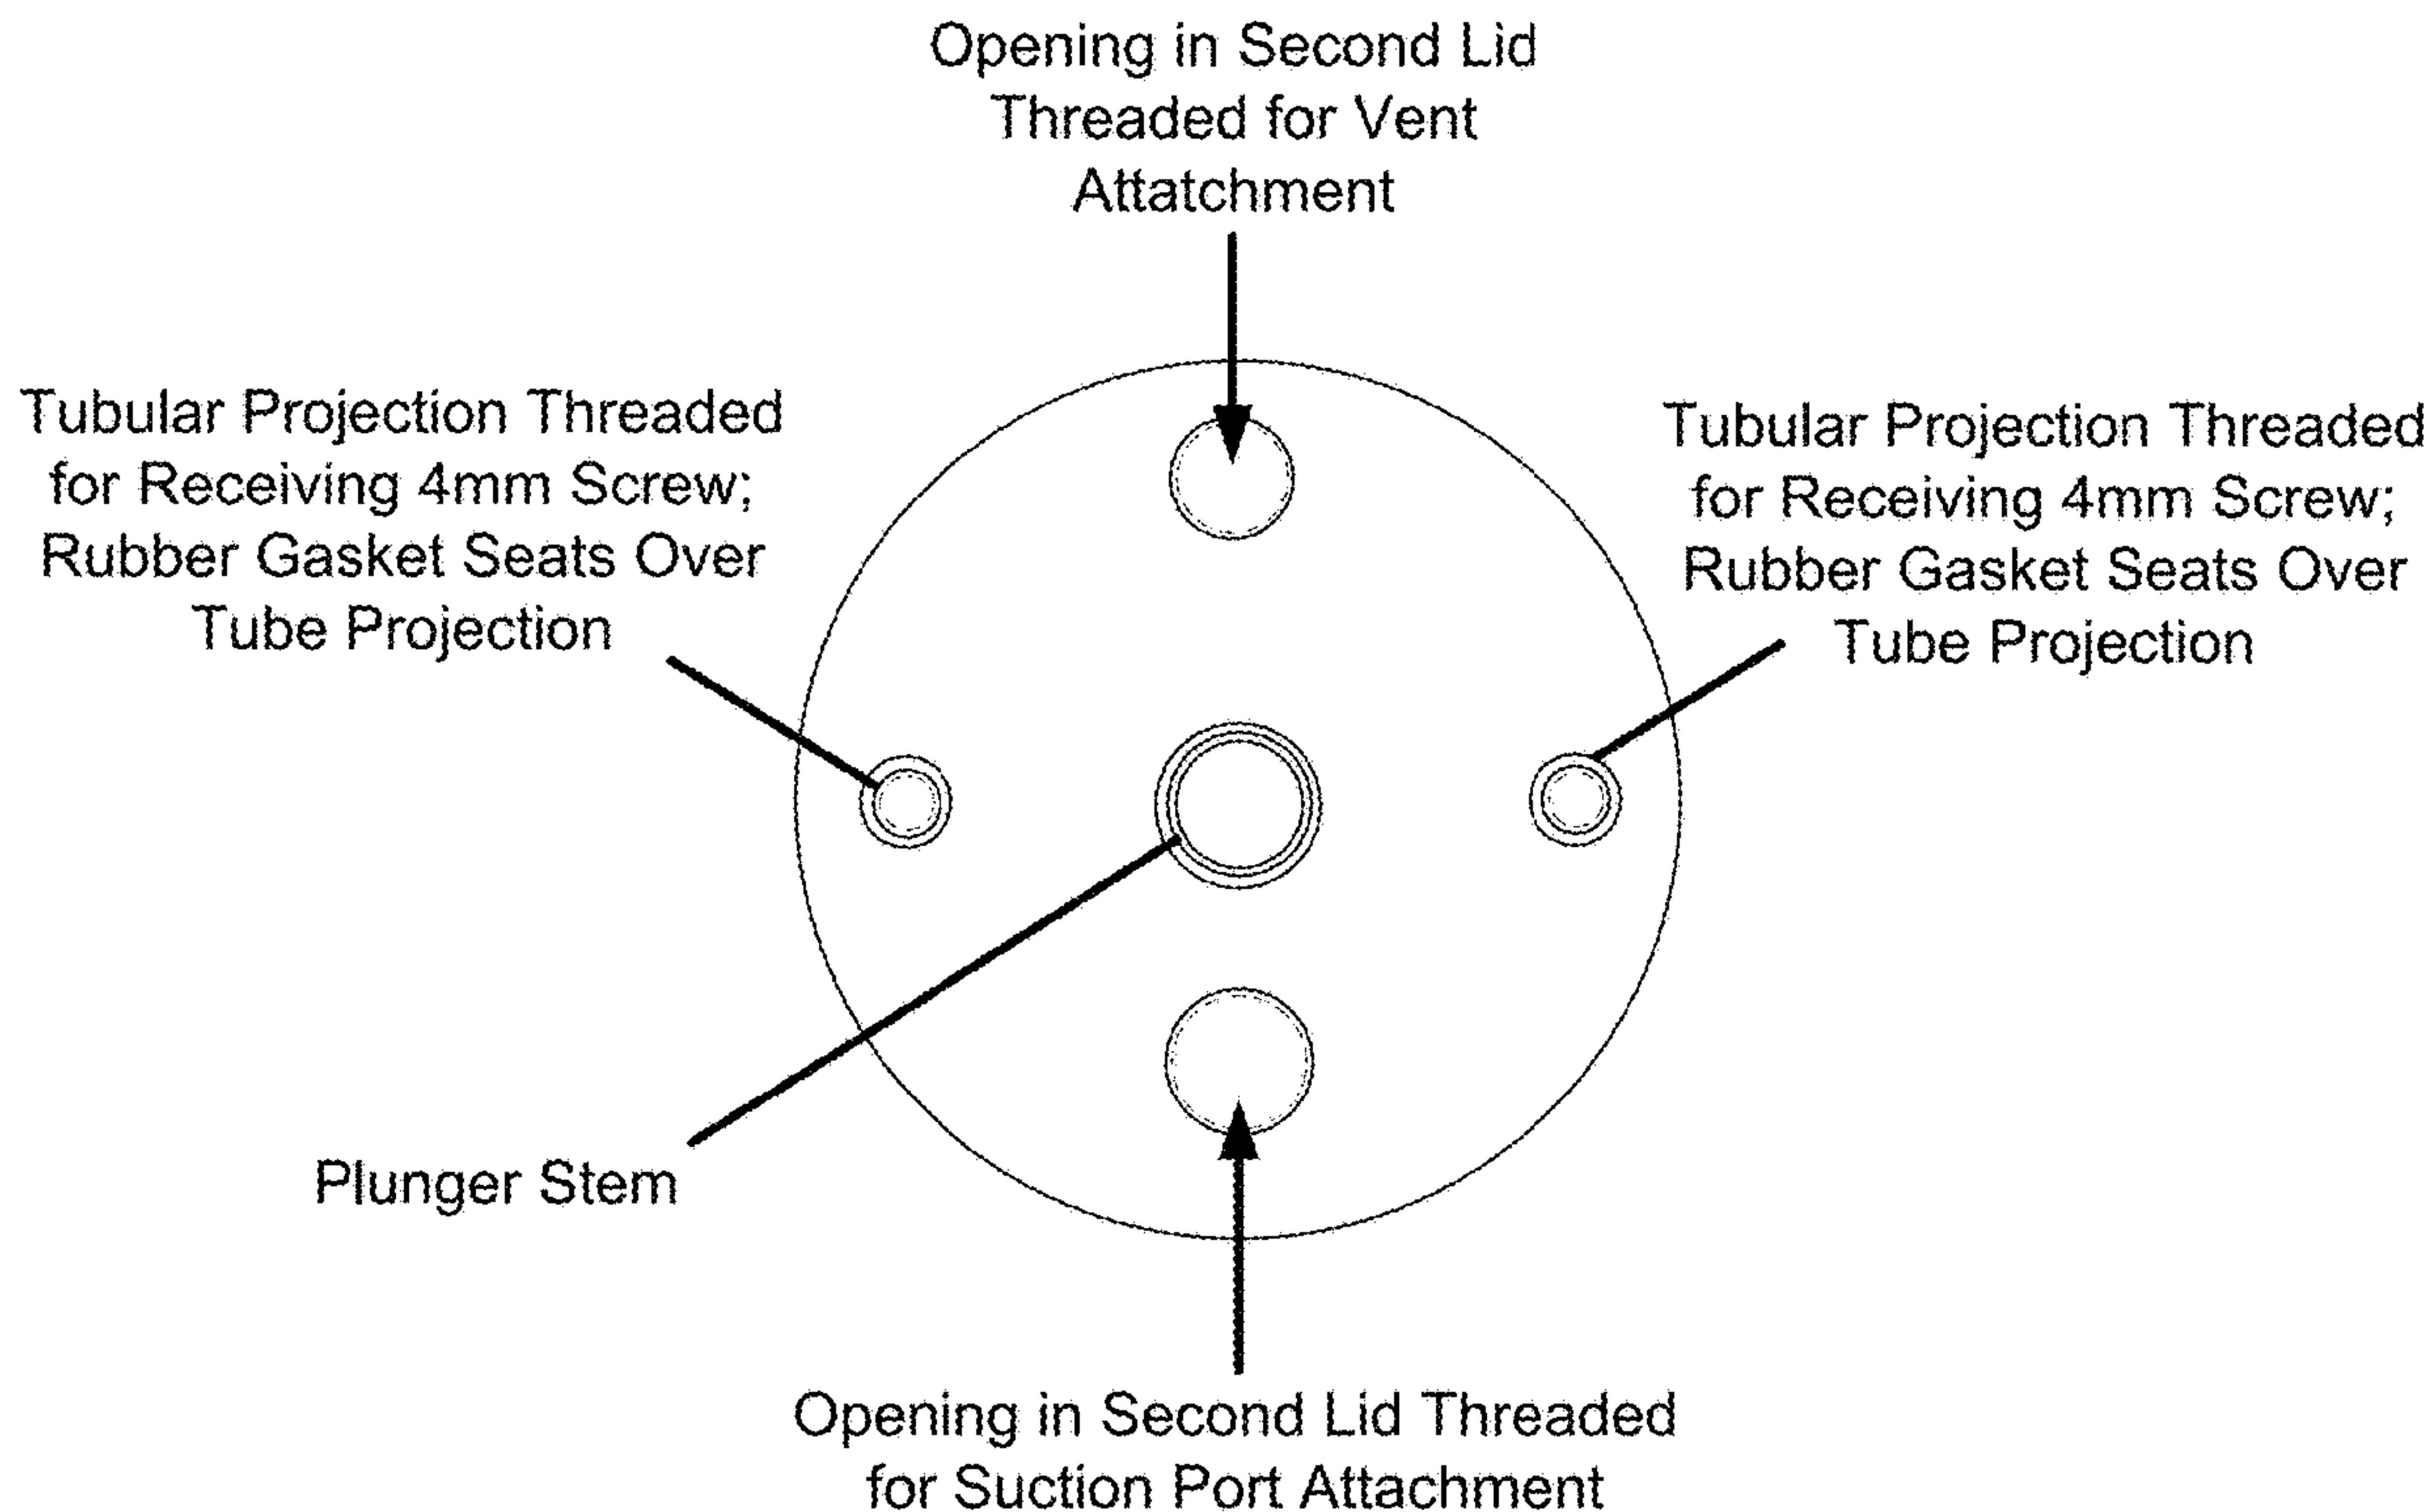 Opening in Second Lid
Threaded for Vent
Attatchment
Tubular Projection Threaded
for Receiving 4mm Screw;
Rubber Gasket Seats Over
Tube Projection
Tubular Projection Threaded
for Receiving 4mm Screw;
Rubber Gasket Seats Over
Tube Projection
Plunger Stem
Opening in Second Lid Threaded
for Suction Port Attachment